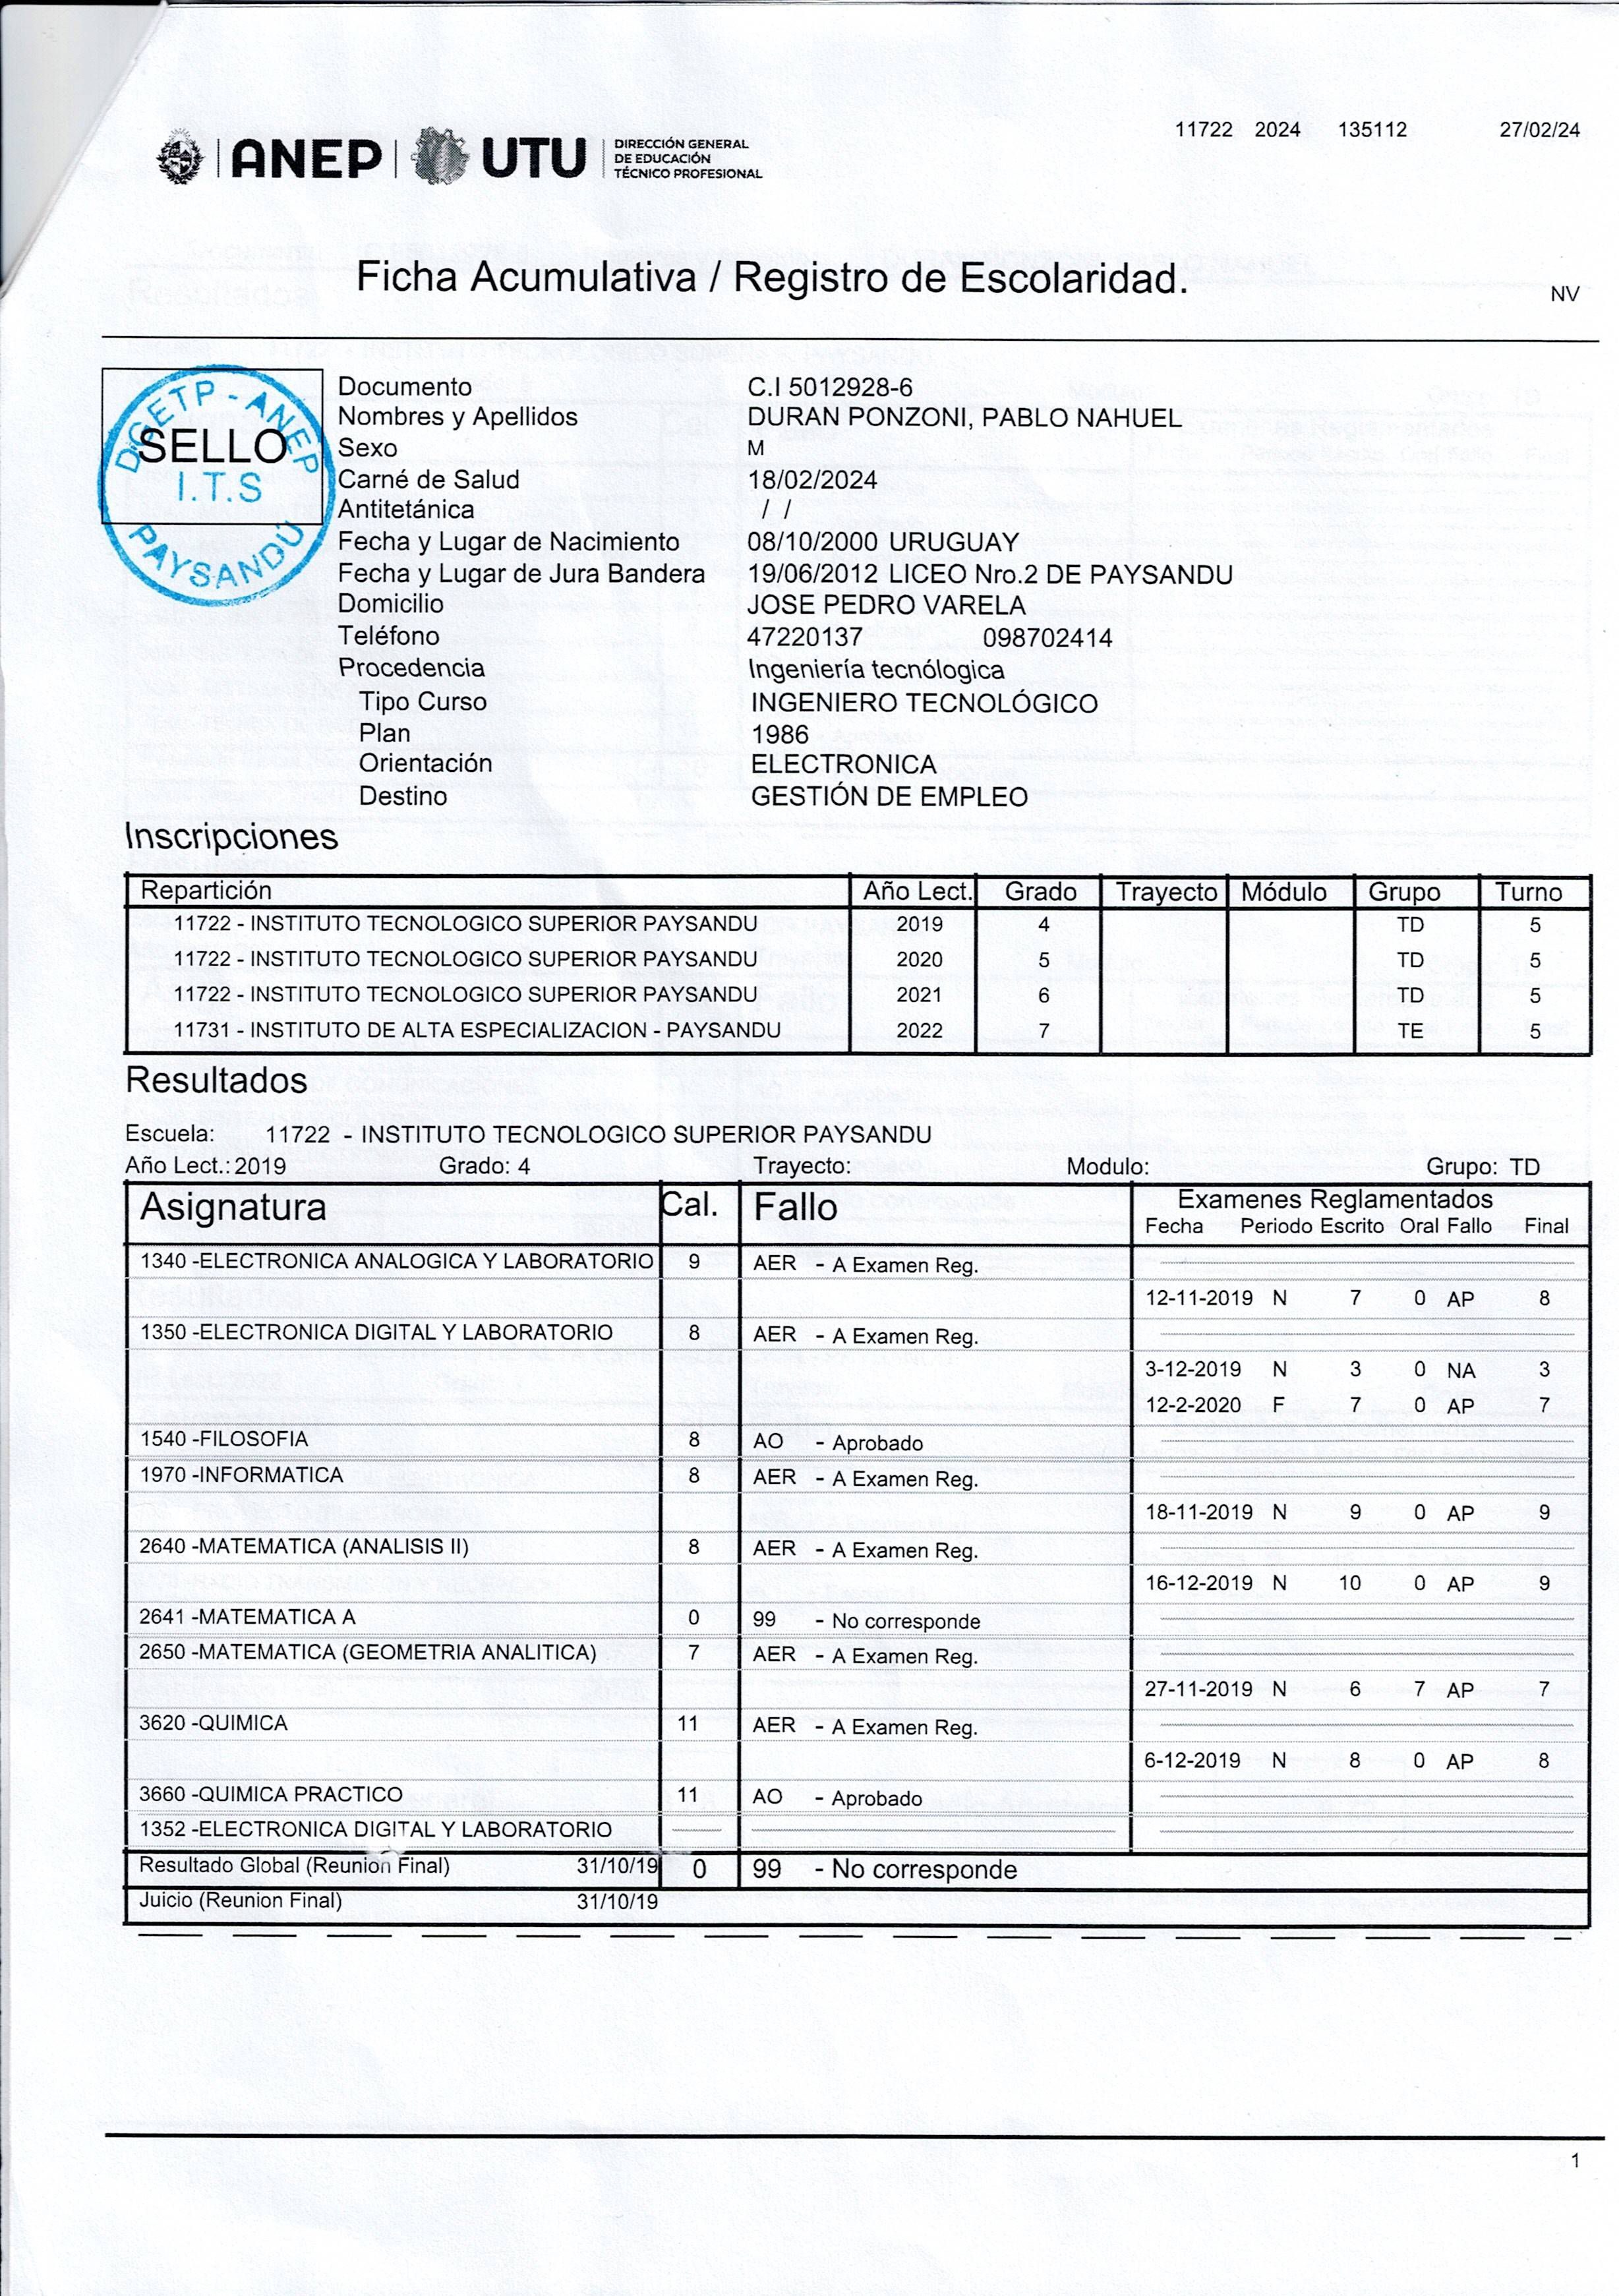 11722 2024 135112 27/02/24
ANEP UTU DIRECCIÓN GENERAL
DE EDUCACIÓN
TÉCNICO PROFESIONAL
Ficha Acumulativa / Registro de Escolaridad.
NV
DGETP - ANEP
SELLO
I.T.S
PAYSANDÚ
Documento C.I 5012928-6
Nombres y Apellidos DURAN PONZONI, PABLO NAHUEL
Sexo M
Carné de Salud 18/02/2024
Antitetánica / /
Fecha y Lugar de Nacimiento 08/10/2000 URUGUAY
Fecha y Lugar de Jura Bandera 19/06/2012 LICEO Nro.2 DE PAYSANDU
Domicilio JOSE PEDRO VARELA
Teléfono 47220137 098702414
Procedencia Ingeniería tecnólogica
Tipo Curso INGENIERO TECNOLÓGICO
Plan 1986
Orientación ELECTRONICA
Destino GESTIÓN DE EMPLEO
Inscripciones
Repartición Año Lect. Grado Trayecto Módulo Grupo Turno
11722 - INSTITUTO TECNOLOGICO SUPERIOR PAYSANDU 2019 4 TD 5
11722 - INSTITUTO TECNOLOGICO SUPERIOR PAYSANDU 2020 5 TD 5
11722 - INSTITUTO TECNOLOGICO SUPERIOR PAYSANDU 2021 6 TD 5
11731 - INSTITUTO DE ALTA ESPECIALIZACION - PAYSANDU 2022 7 TE 5
Resultados
Escuela: 11722 - INSTITUTO TECNOLOGICO SUPERIOR PAYSANDU
Año Lect.: 2019 Grado: 4 Trayecto: Modulo: Grupo: TD
Asignatura Cal. Fallo Examenes Reglamentados
Fecha Periodo Escrito Oral Fallo Final
1340 -ELECTRONICA ANALOGICA Y LABORATORIO 9 AER - A Examen Reg.
12-11-2019 N 7 0 AP 8
1350 -ELECTRONICA DIGITAL Y LABORATORIO 8 AER - A Examen Reg.
3-12-2019 N 3 0 NA 3
12-2-2020 F 7 0 AP 7
1540 -FILOSOFIA 8 AO - Aprobado
1970 -INFORMATICA 8 AER - A Examen Reg.
18-11-2019 N 9 0 AP 9
2640 -MATEMATICA (ANALISIS II) 8 AER - A Examen Reg.
16-12-2019 N 10 0 AP 9
2641 -MATEMATICA A 0 99 - No corresponde
2650 -MATEMATICA (GEOMETRIA ANALITICA) 7 AER - A Examen Reg.
27-11-2019 N 6 7 AP 7
3620 -QUIMICA 11 AER - A Examen Reg.
6-12-2019 N 8 0 AP 8
3660 -QUIMICA PRACTICO 11 AO - Aprobado
1352 -ELECTRONICA DIGITAL Y LABORATORIO
Resultado Global (Reunion Final) 31/10/19 0 99 - No corresponde
Juicio (Reunion Final) 31/10/19
1